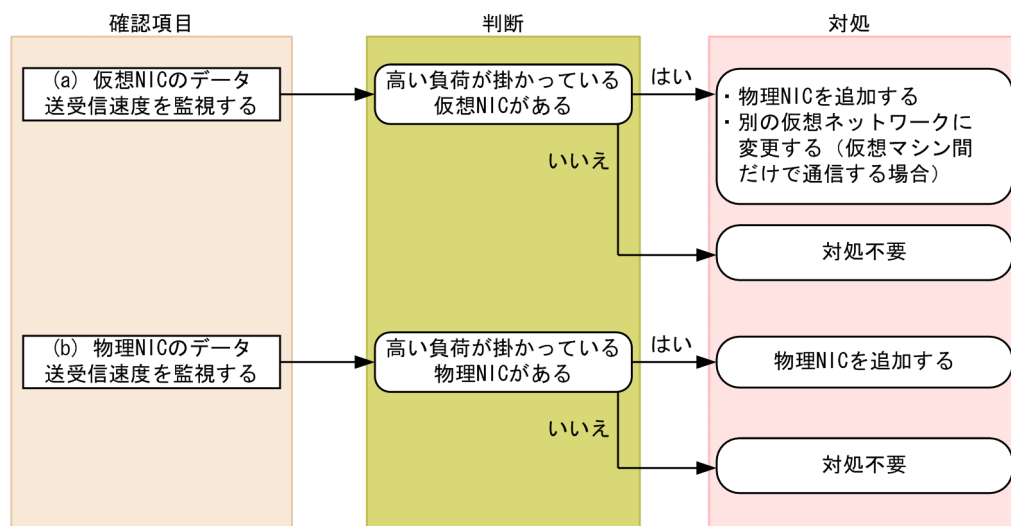 確認項目
判断
対処
(a) 仮想NICのデータ
送受信速度を監視する
高い負荷が掛かっている
仮想NICがある
はい
・物理NICを追加する
・別の仮想ネットワークに
変更する（仮想マシン間
だけで通信する場合）
いいえ
対処不要
(b) 物理NICのデータ
送受信速度を監視する
高い負荷が掛かっている
物理NICがある
はい
物理NICを追加する
いいえ
対処不要